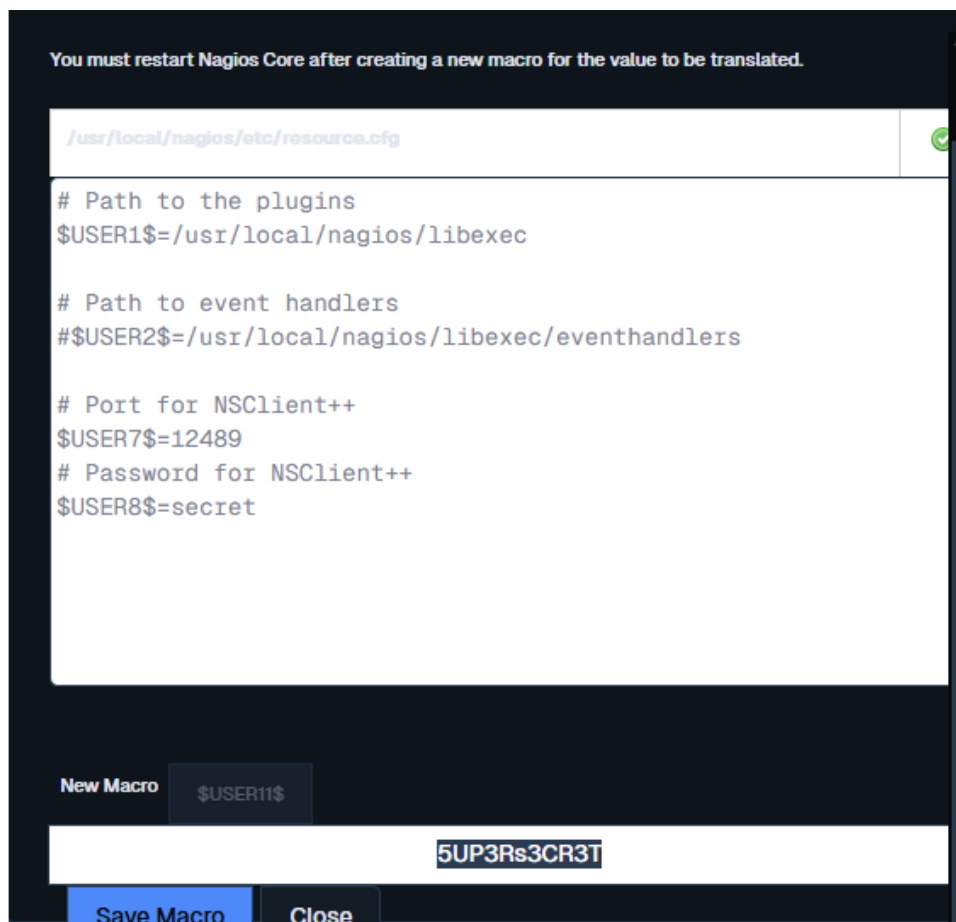 You must restart Nagios Core after creating a new macro for the value to be translated.
/usr/local/nagios/etc/resource.cfg
# Path to the plugins
$USER1$=/usr/local/nagios/libexec
# Path to event handlers
#$USER2$=/usr/local/nagios/libexec/eventhandlers
# Port for NSClient++
$USER7$=12489
# Password for NSClient++
$USER8$=secret
New Macro $USER11$
5UP3Rs3CR3T
Save Macro Close